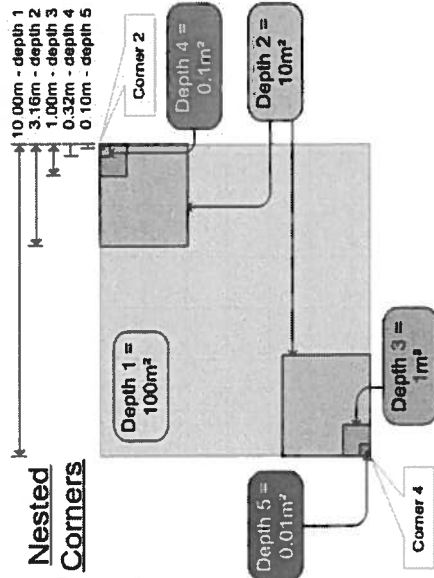 Nested
Corners
10.00m - depth 1
3.16m - depth 2
1.00m - depth 3
0.32m - depth 4
0.10m - depth 5
Corner 2
Depth 1 =
100m²
Depth 4 =
0.1m²
Depth 2 =
10m²
Depth 5 =
0.01m²
Depth 3 =
1m²
Corner 4